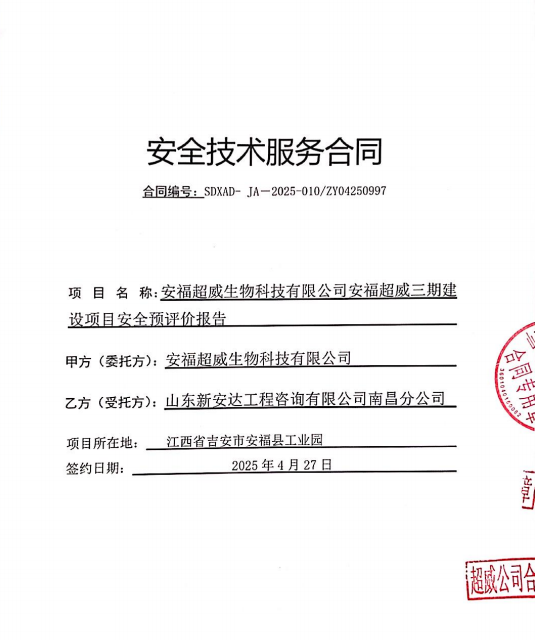 安全技术服务合同
合同编号：SDXAD- JA－2025-010/ZY04250997
项 目 名 称：安福超威生物科技有限公司安福超威三期建
设项目安全预评价报告
甲方（委托方）：安福超威生物科技有限公司
乙方（受托方）：山东新安达工程咨询有限公司南昌分公司
项目所在地： 江西省吉安市安福县工业园
签约日期： 2025 年 4 月 27 日
合同专用章
章
超威公司合